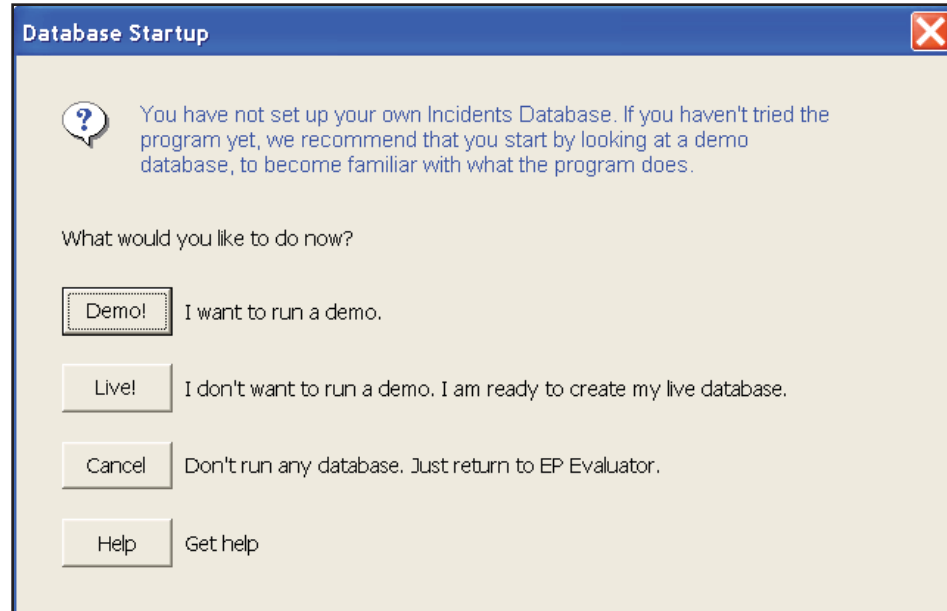 Database Startup
You have not set up your own Incidents Database. If you haven't tried the
program yet, we recommend that you start by looking at a demo
database, to become familiar with what the program does.
What would you like to do now?
Demo! I want to run a demo.
Live! I don't want to run a demo. I am ready to create my live database.
Cancel Don't run any database. Just return to EP Evaluator.
Help Get help